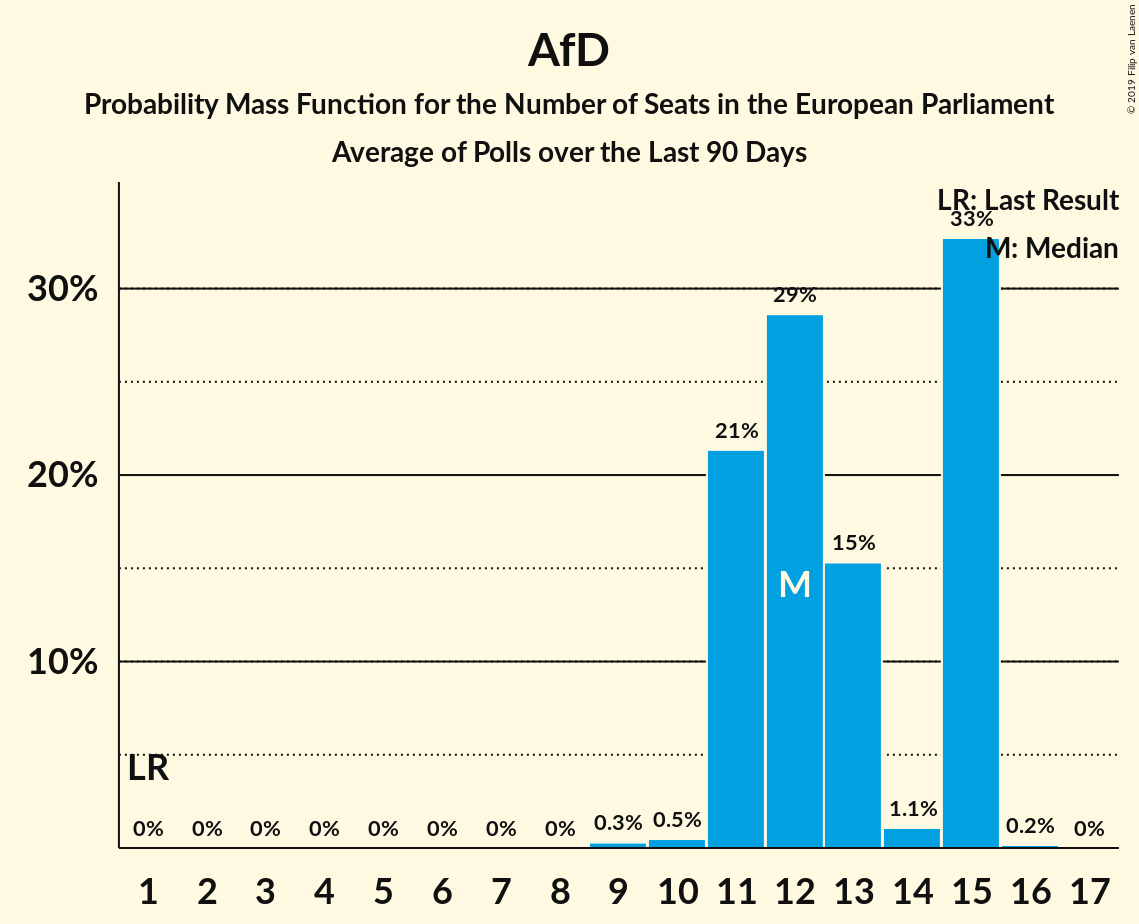 AfD
Probability Mass Function for the Number of Seats in the European Parliament
Average of Polls over the Last 90 Days
© 2019 Filip van Laenen
LR: Last Result
M: Median
30%
20%
10%
LR
M
0% 0% 0% 0% 0% 0% 0% 0% 0.3% 0.5% 21% 29% 15% 1.1% 33% 0.2% 0%
1 2 3 4 5 6 7 8 9 10 11 12 13 14 15 16 17